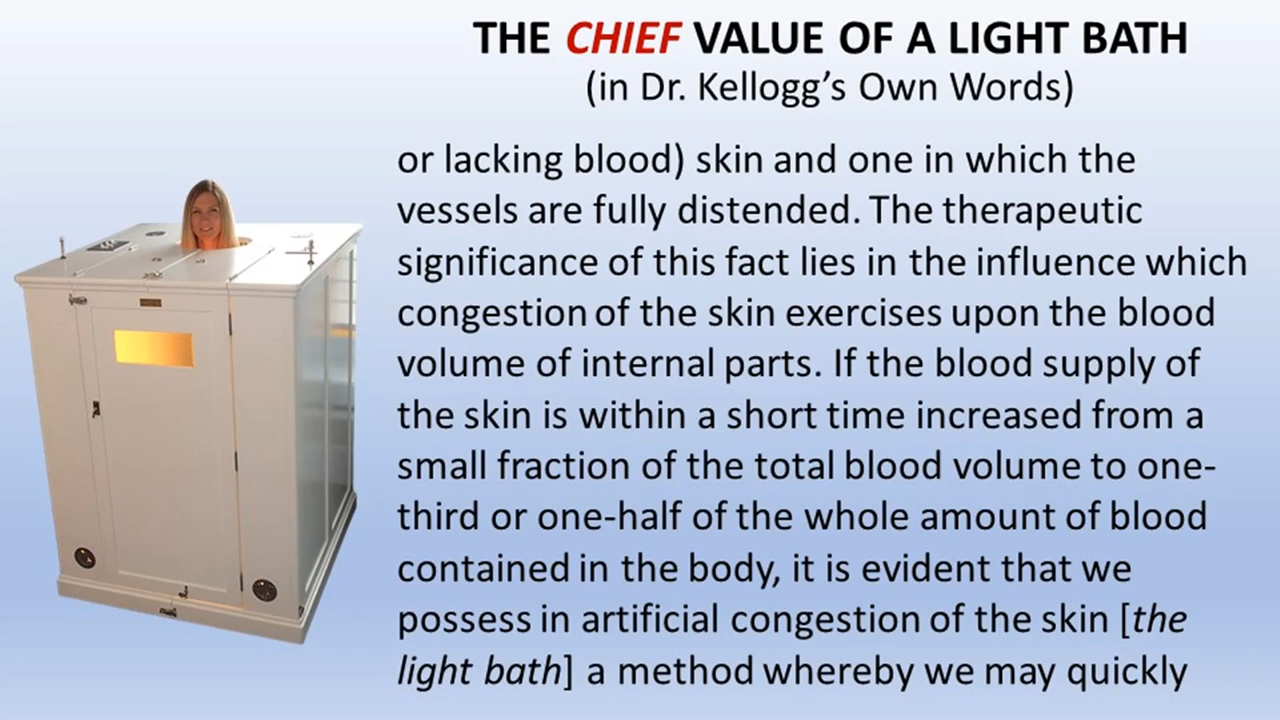 THE CHIEF VALUE OF A LIGHT BATH
(in Dr. Kellogg’s Own Words)
or lacking blood) skin and one in which the
vessels are fully distended. The therapeutic
significance of this fact lies in the influence which
congestion of the skin exercises upon the blood
volume of internal parts. If the blood supply of
the skin is within a short time increased from a
small fraction of the total blood volume to one-
third or one-half of the whole amount of blood
contained in the body, it is evident that we
possess in artificial congestion of the skin [the
light bath] a method whereby we may quickly